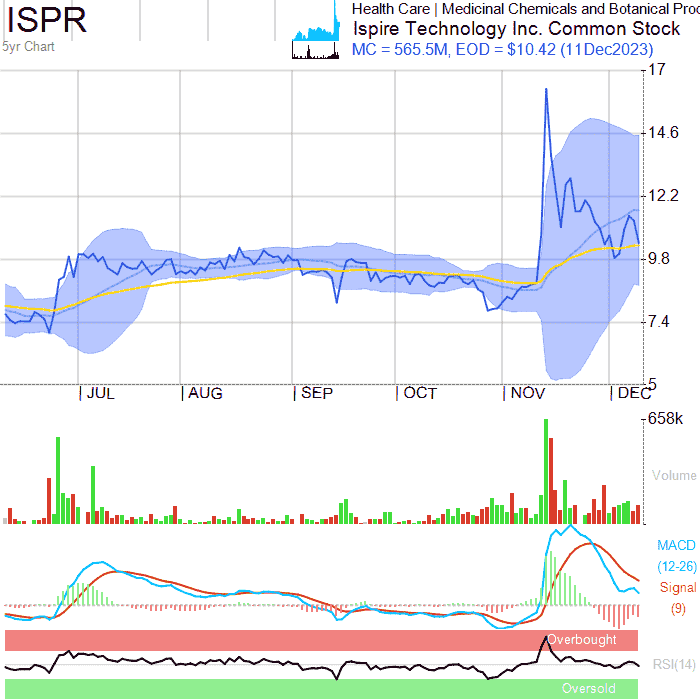 ISPR
5yr Chart
Health Care | Medicinal Chemicals and Botanical Pro
Ispire Technology Inc. Common Stock
MC = 565.5M, EOD = $10.42 (11Dec2023)
17
14.6
12.2
9.8
7.4
5
JUL
AUG
SEP
OCT
NOV
DEC
658k
Volume
MACD
(12-26)
Signal
(9)
Overbought
RSI(14)
Oversold